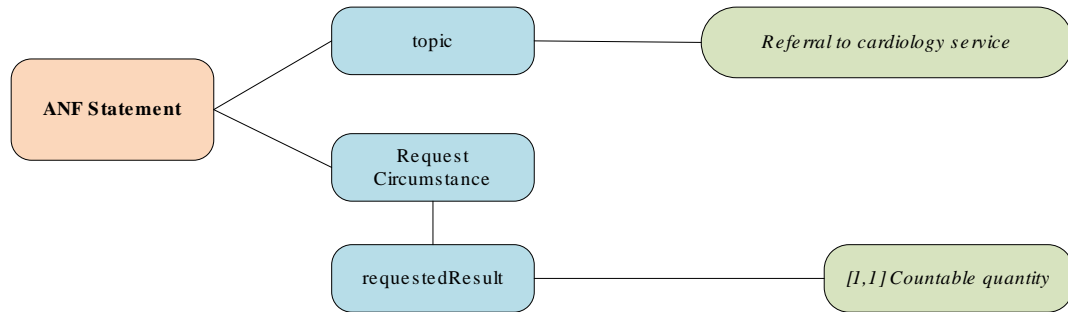 topic
Referral to cardiology service
ANF Statement
Request
Circumstance
requestedResult
[1,1] Countable quantity